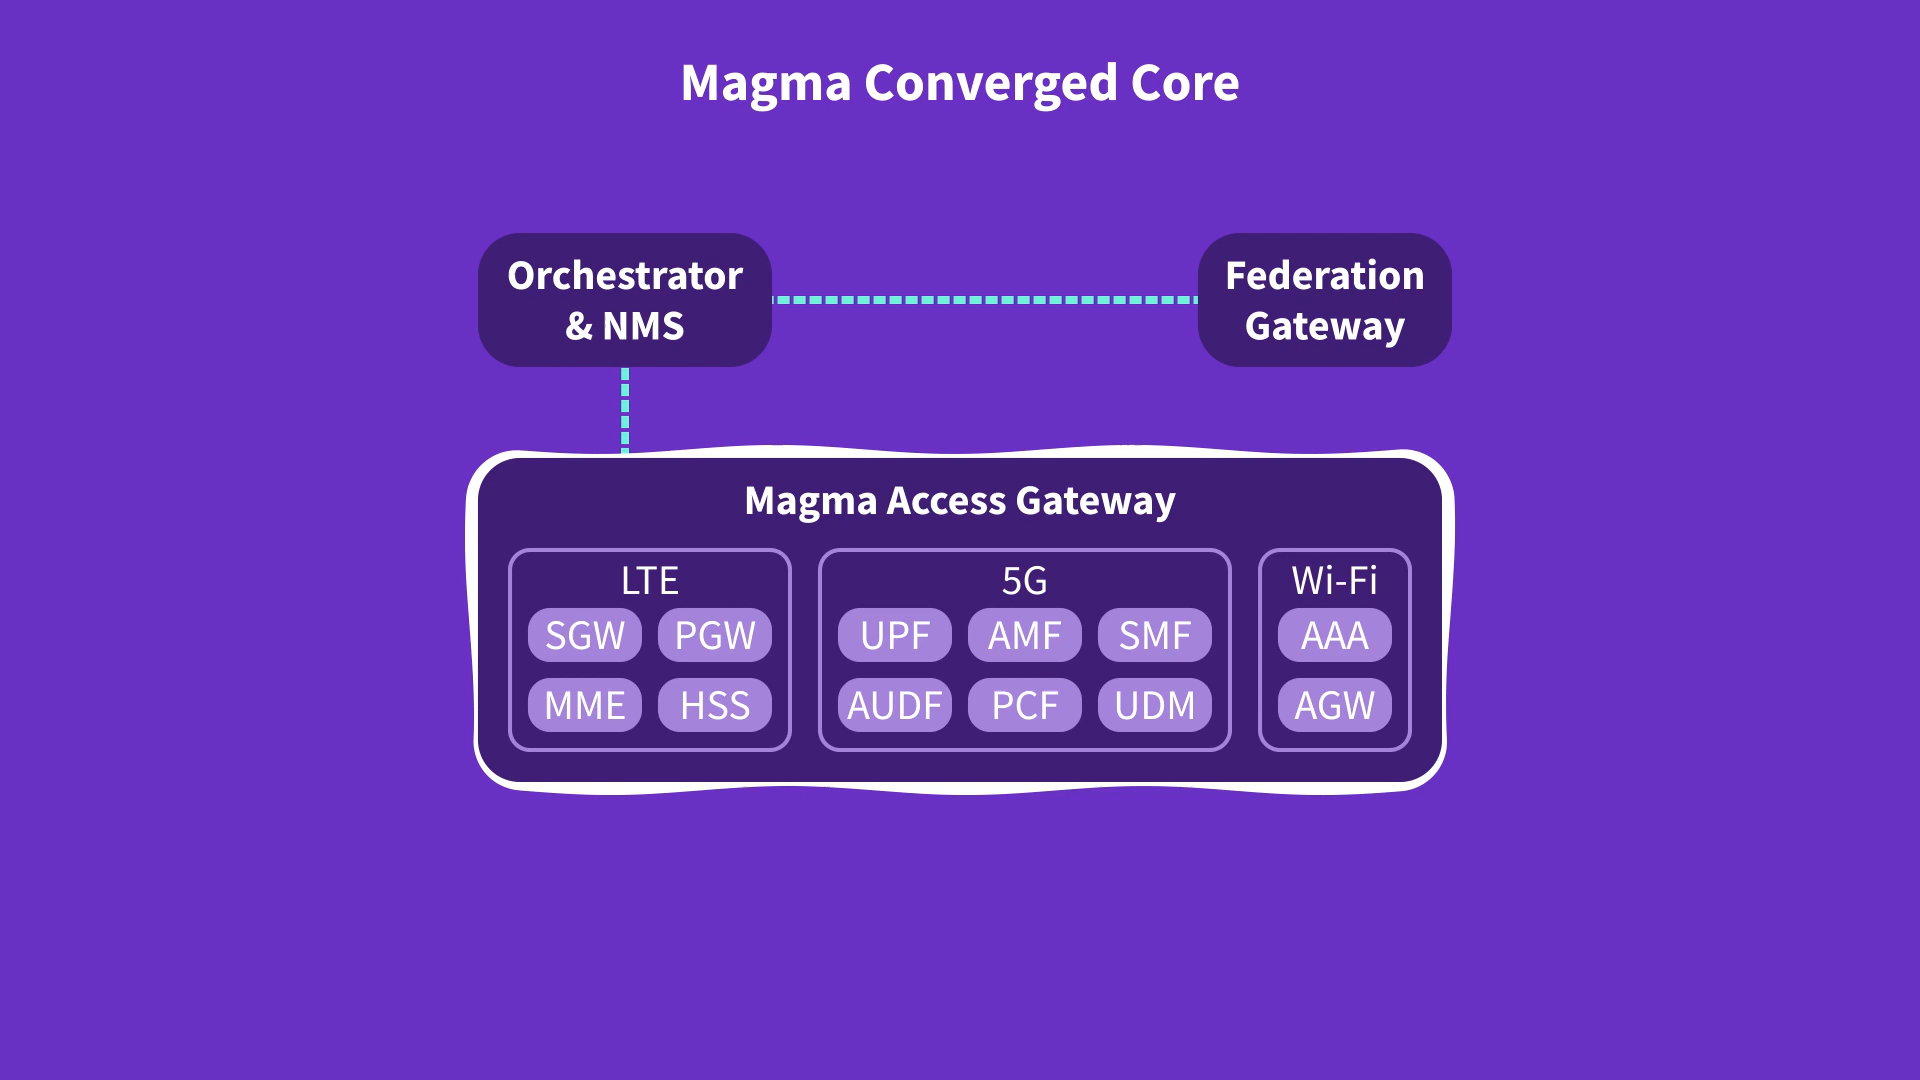 Magma Converged Core
Orchestrator
& NMS
Federation
Gateway
Magma Access Gateway
LTE
SGW PGW
MME HSS
5G
UPF AMF SMF
AUDF PCF UDM
Wi-Fi
AAA
AGW